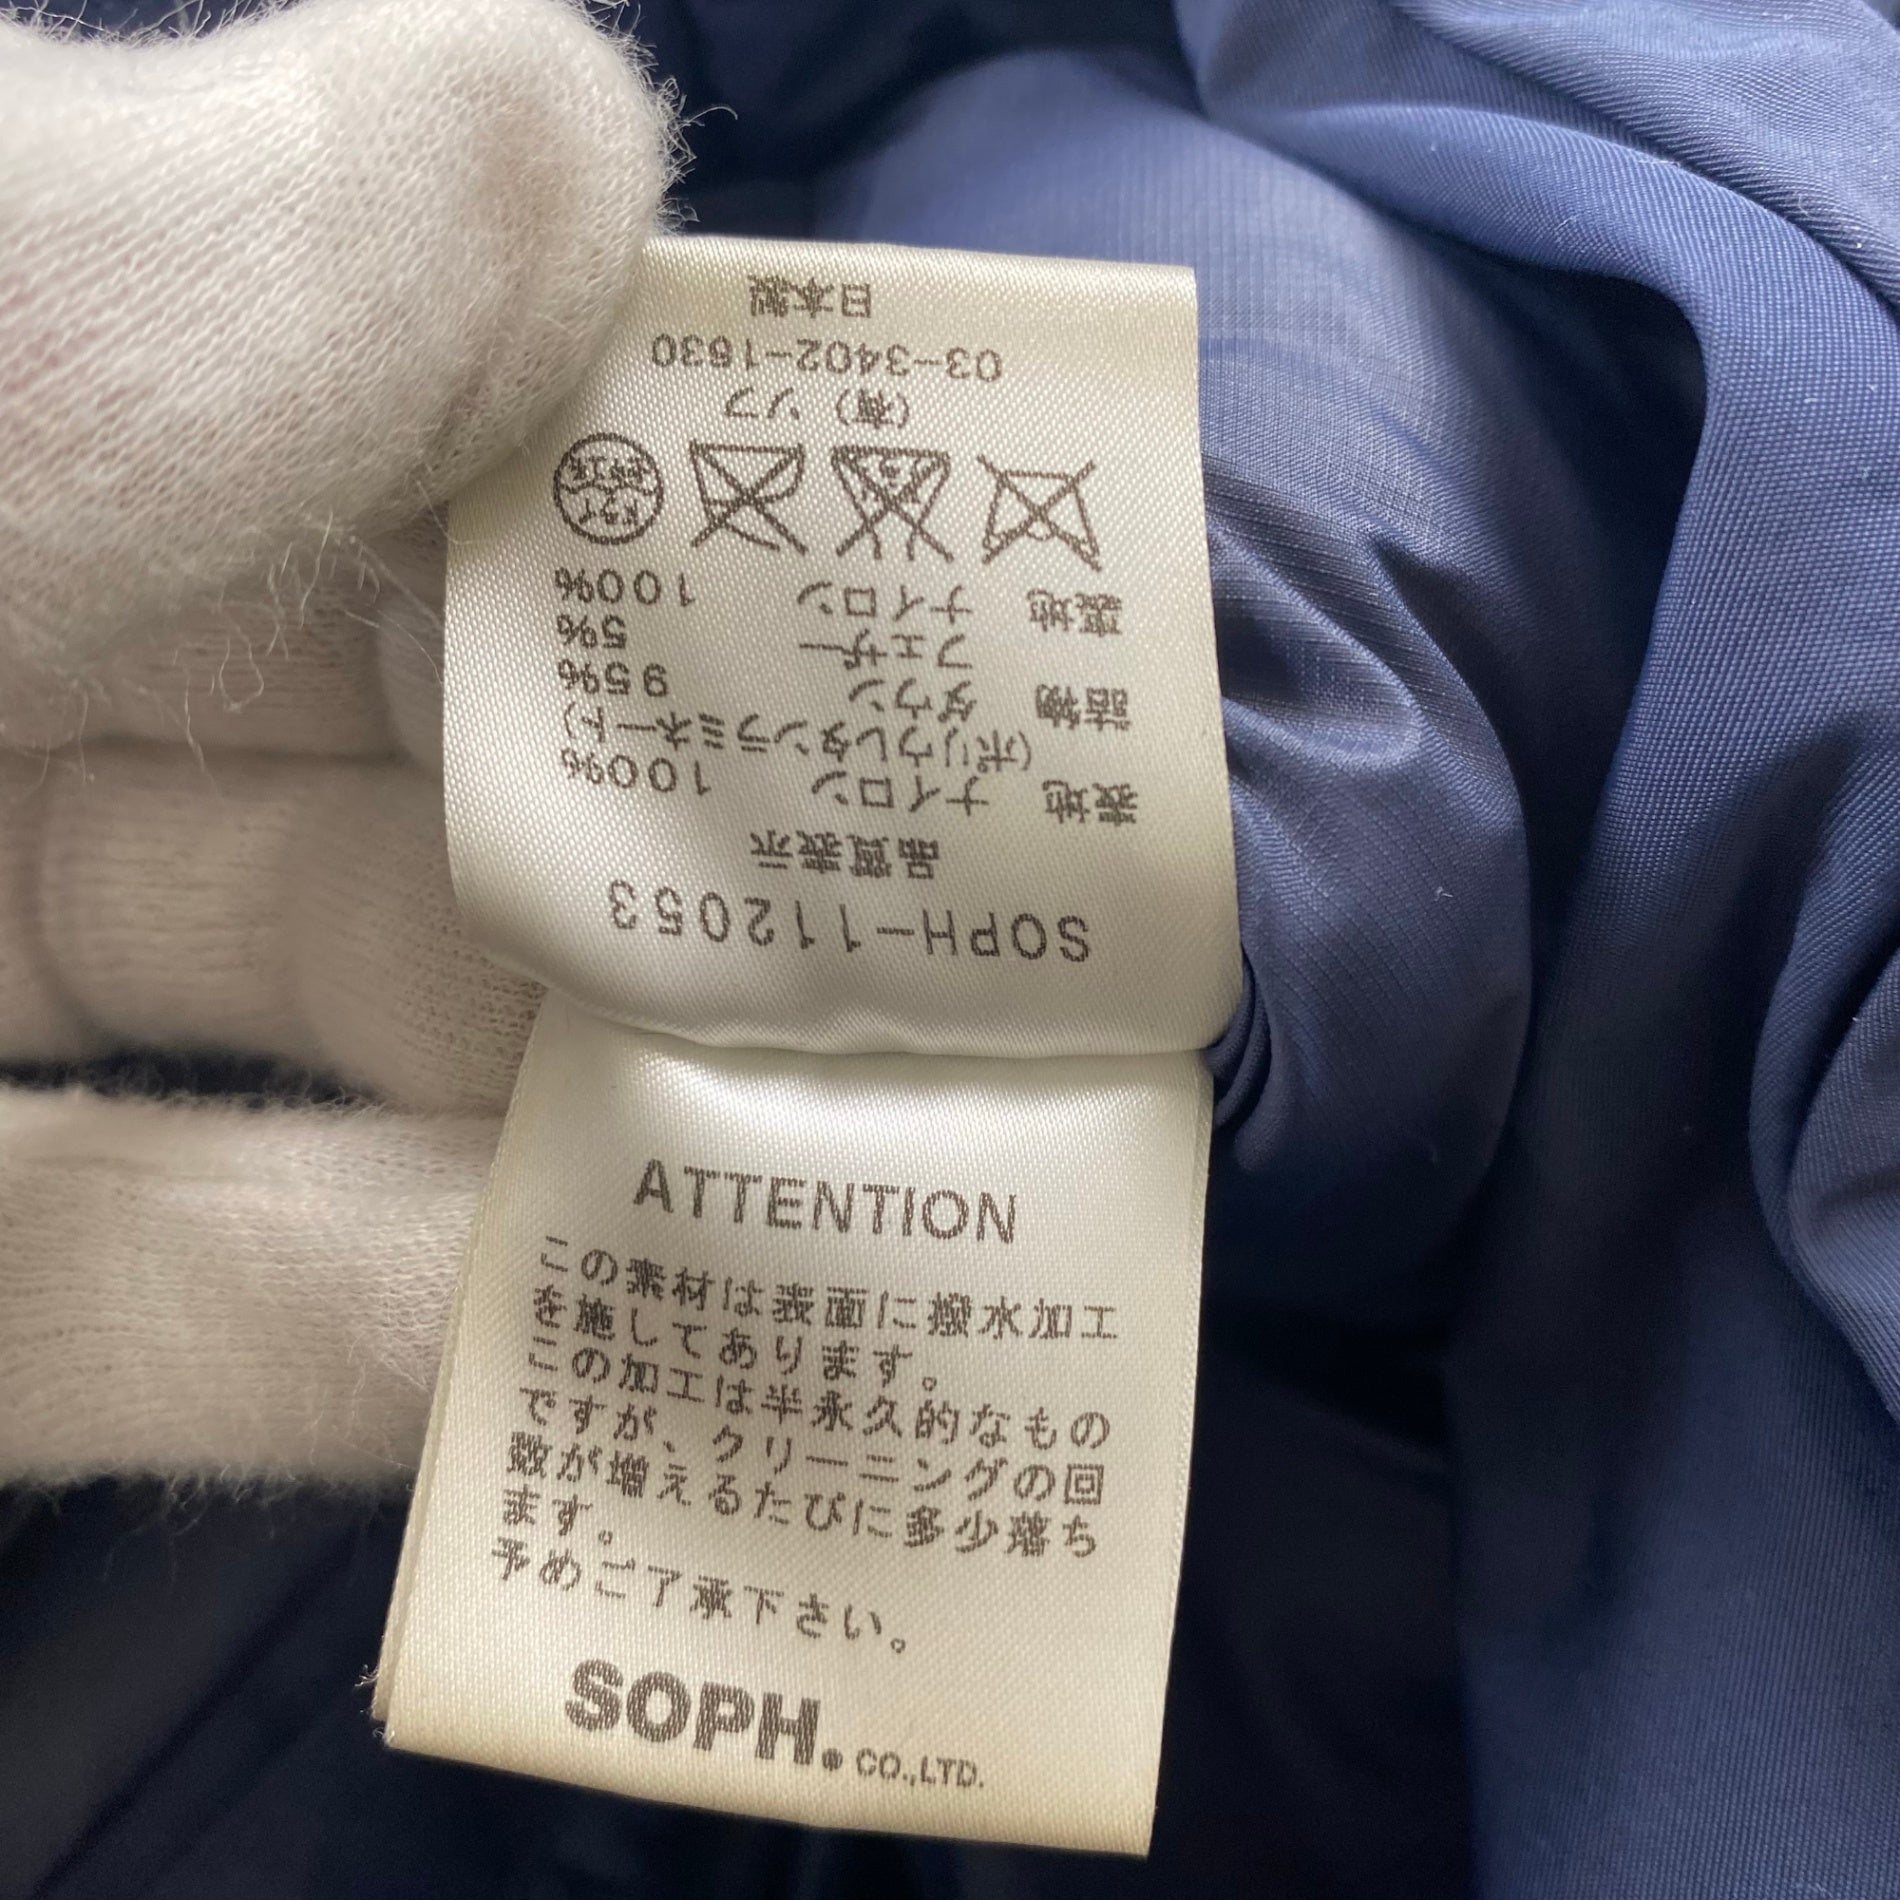 SOPH-112053
品質表示
表地 ナイロン 100%
(ポリウレタンラミネート)
詰物 ダウン 95%
フェザー 5%
裏地 ナイロン 100%
ドライ
(有)ソフ
03-3402-1630
日本製
ATTENTION
この素材は表面に撥水加工
を施してあります。
この加工は半永久的なもの
ですが、クリーニングの回
数が増えるたびに多少落ち
ます。
予めご了承下さい。
SOPH.® CO.,LTD.